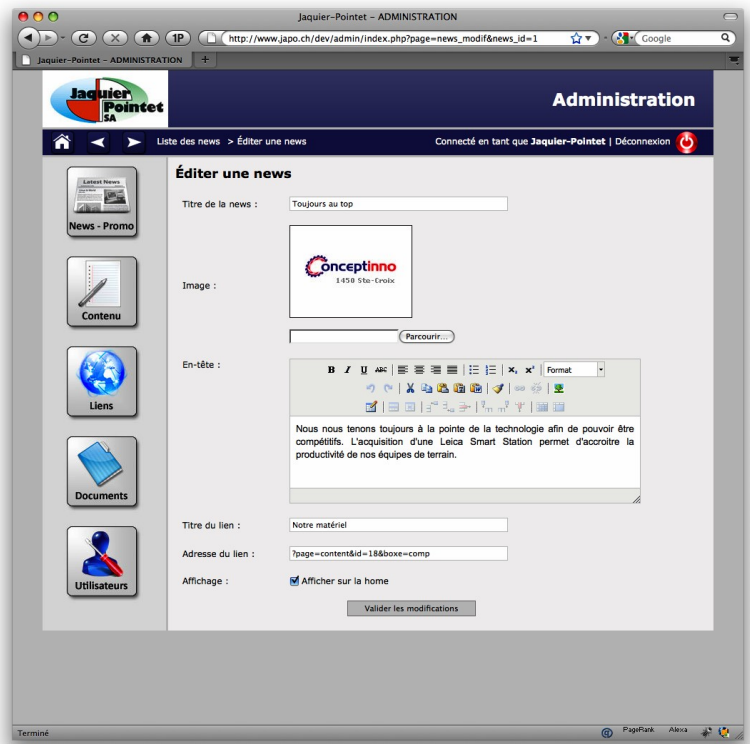 Jaquier-Pointet – ADMINISTRATION
1P
http://www.japo.ch/dev/admin/index.php?page=news_modif&news_id=1
Google
Jaquier-Pointet – ADMINISTRATION
Jaquier
Pointet
SA
Administration
Liste des news > Éditer une news
Connecté en tant que Jaquier-Pointet | Déconnexion
Latest News
News - Promo
Contenu
Liens
Documents
Utilisateurs
Éditer une news
Titre de la news :
Toujours au top
Image :
Conceptinno
1450 Ste-Croix
Parcourir...
En-tête :
B I U ABC
x₂ x²
Format
Nous nous tenons toujours à la pointe de la technologie afin de pouvoir être
compétitifs. L'acquisition d'une Leica Smart Station permet d'accroitre la
productivité de nos équipes de terrain.
Titre du lien :
Notre matériel
Adresse du lien :
?page=content&id=18&boxe=comp
Affichage :
Afficher sur la home
Valider les modifications
Terminé
PageRank
Alexa